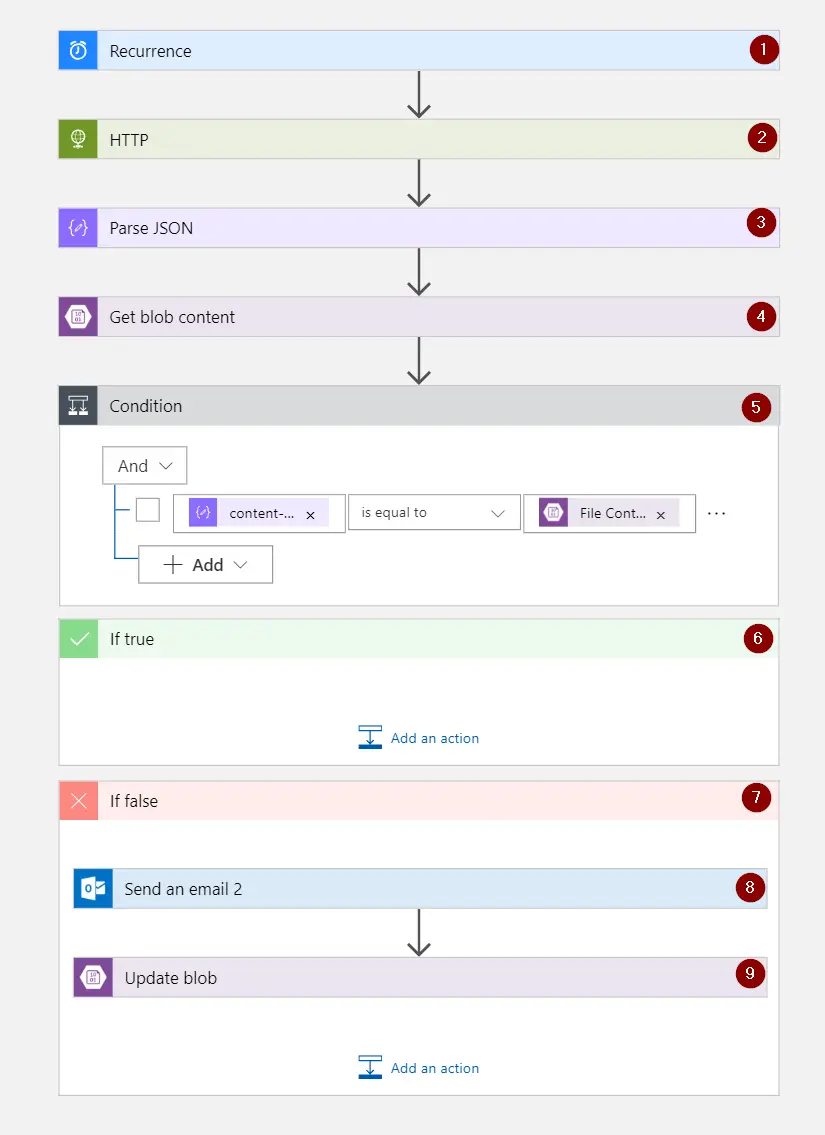 Recurrence 1
HTTP 2
Parse JSON 3
Get blob content 4
Condition 5
And
content-... × is equal to File Cont... × ...
+ Add
If true 6
Add an action
If false 7
Send an email 2 8
Update blob 9
Add an action